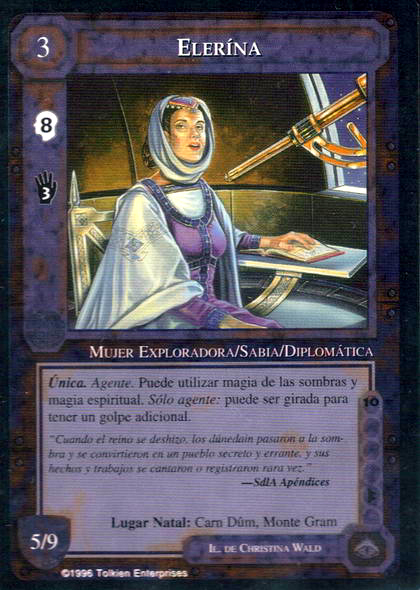 3
ELERÍNA
8
3
MUJER EXPLORADORA/SABIA/DIPLOMÁTICA
Única. Agente. Puede utilizar magia de las sombras y
magia espiritual. Sólo agente: puede ser girada para
tener un golpe adicional.
10
"Cuando el reino se deshizo, los dúnedain pasaron a la som-
bra y se convirtieron en un pueblo secreto y errante, y sus
hechos y trabajos se cantaron o registraron rara vez."
—SdlA Apéndices
Lugar Natal: Carn Dûm, Monte Gram
5/9
IL. DE CHRISTINA WALD
©1996 Tolkien Enterprises